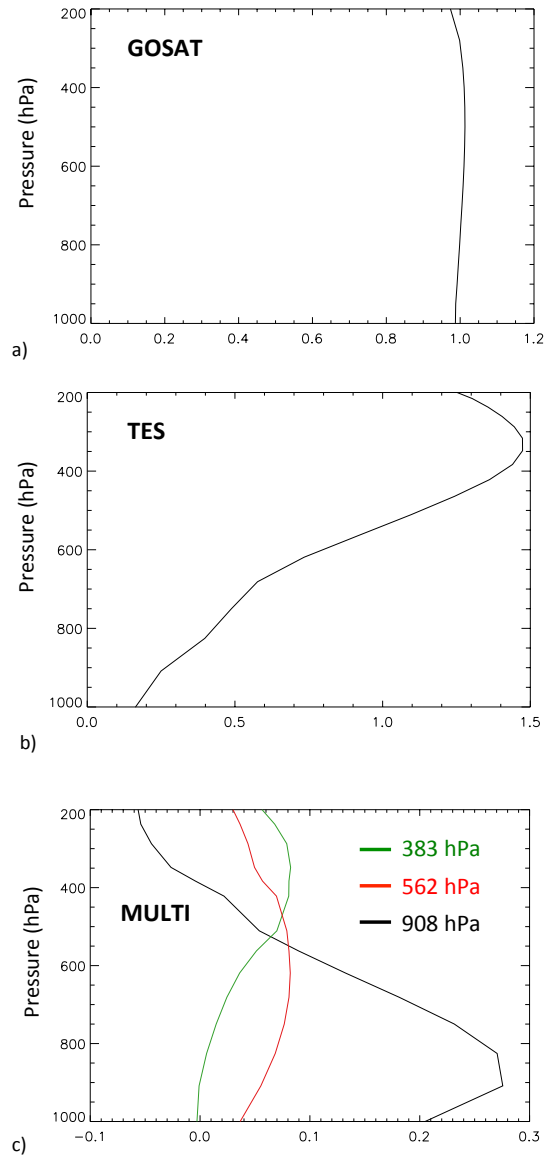 200
GOSAT
400
Pressure (hPa)
600
800
1000
0.0 0.2 0.4 0.6 0.8 1.0 1.2
a)
200
TES
400
Pressure (hPa)
600
800
1000
0.0 0.5 1.0 1.5
b)
200
383 hPa
562 hPa
400
MULTI
908 hPa
Pressure (hPa)
600
800
1000
-0.1 0.0 0.1 0.2 0.3
c)